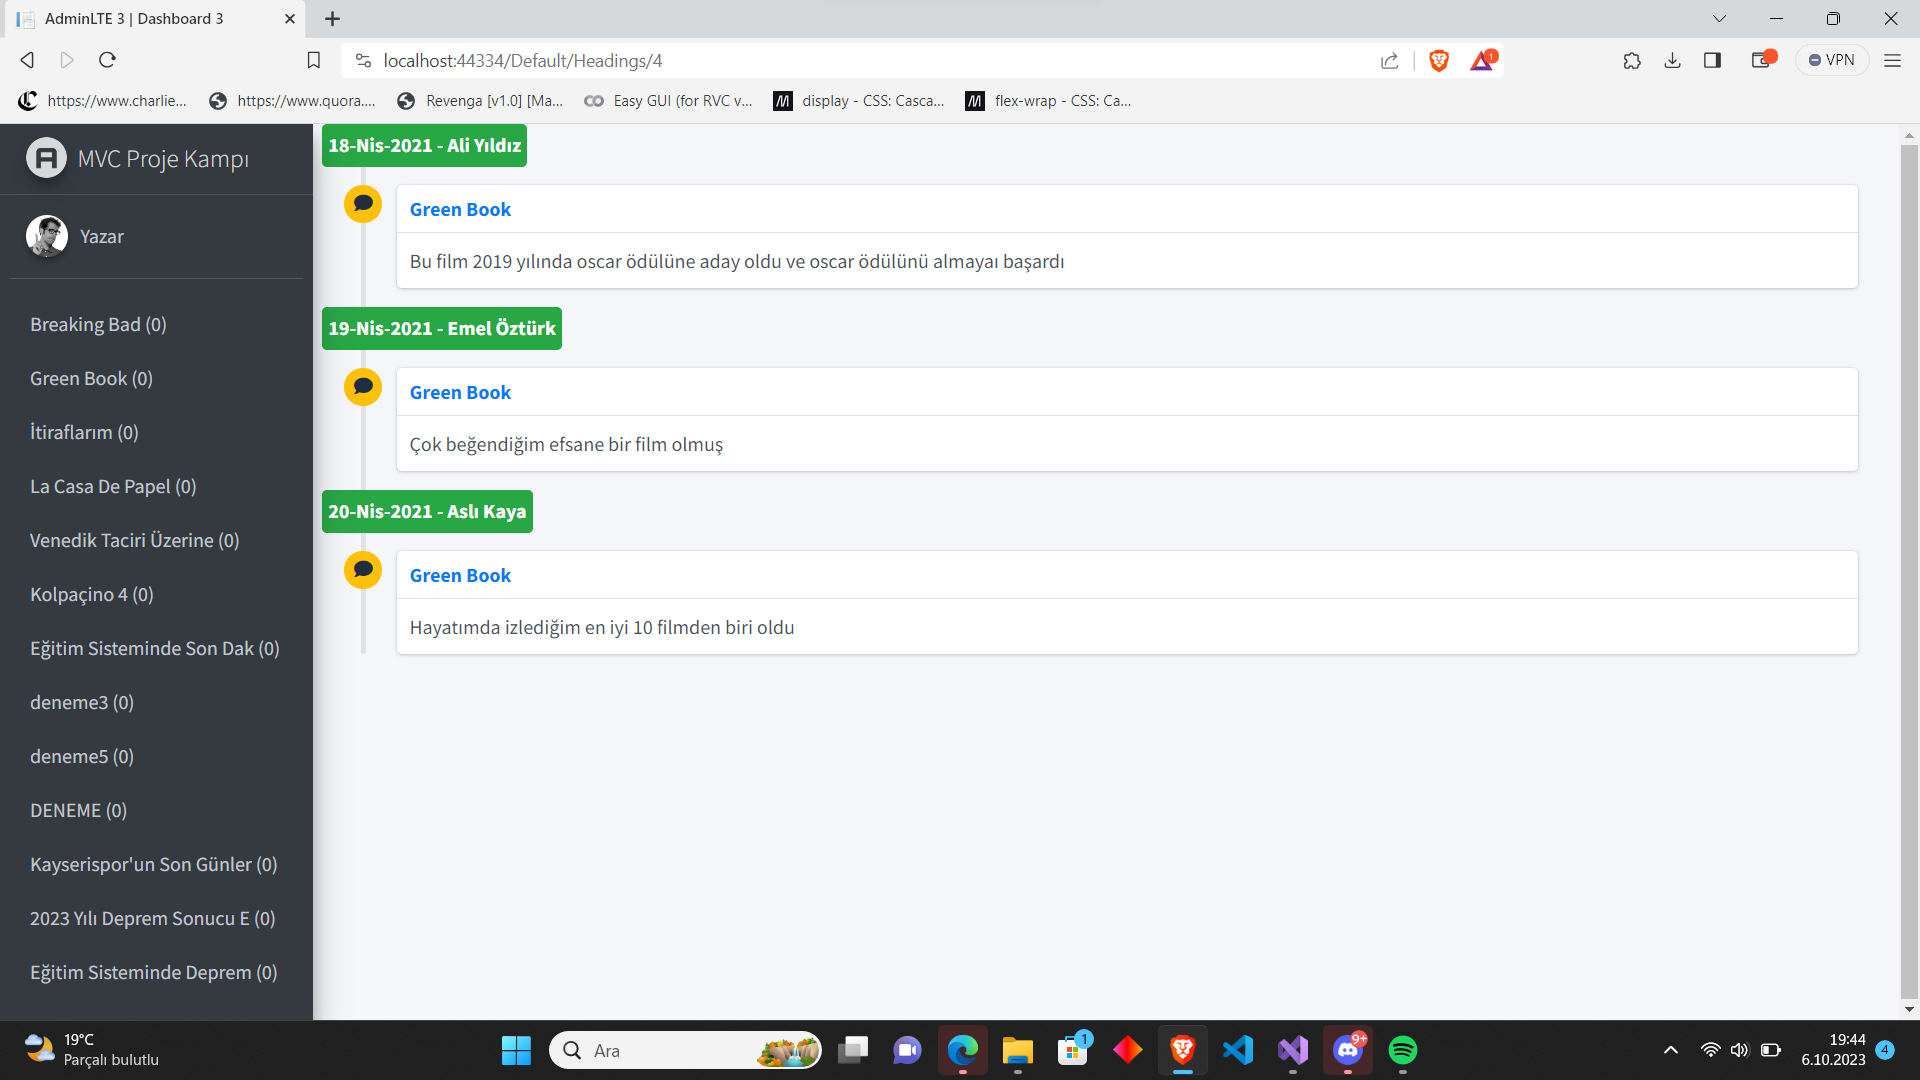 AdminLTE 3 | Dashboard 3
localhost:44334/Default/Headings/4
1
VPN
https://www.charlie...
https://www.quora....
Revenga [v1.0] [Ma...
Easy GUI (for RVC v...
display - CSS: Casca...
flex-wrap - CSS: Ca...
MVC Proje Kampı
Yazar
Breaking Bad (0)
Green Book (0)
İtiraflarım (0)
La Casa De Papel (0)
Venedik Taciri Üzerine (0)
Kolpaçino 4 (0)
Eğitim Sisteminde Son Dak (0)
deneme3 (0)
deneme5 (0)
DENEME (0)
Kayserispor'un Son Günler (0)
2023 Yılı Deprem Sonucu E (0)
Eğitim Sisteminde Deprem (0)
18-Nis-2021 - Ali Yıldız
Green Book
Bu film 2019 yılında oscar ödülüne aday oldu ve oscar ödülünü almayaı başardı
19-Nis-2021 - Emel Öztürk
Green Book
Çok beğendiğim efsane bir film olmuş
20-Nis-2021 - Aslı Kaya
Green Book
Hayatımda izlediğim en iyi 10 filmden biri oldu
19°C
Parçalı bulutlu
Ara
1
9+
19:44
6.10.2023
4